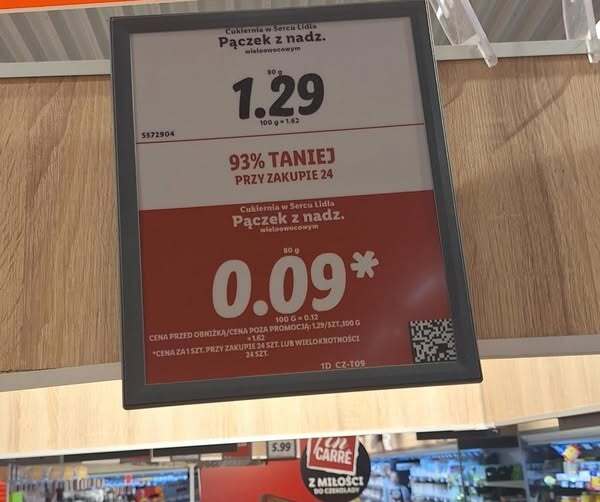 Cukiernia w Sercu Lidla
Pączek z nadz.
wieloowocowym
80 g
1.29
100 g = 1.62
5572904
93% TANIEJ
PRZY ZAKUPIE 24
Cukiernia w Sercu Lidla
Pączek z nadz.
wieloowocowym
80 g
0.09*
100 G = 0.12
CENA PRZED OBNIŻKĄ/CENA POZA PROMOCJĄ: 1.29/SZT.,100 G
=1.62
*CENA ZA 1 SZT. PRZY ZAKUPIE 24 SZT. LUB WIELOKROTNOŚCI
24 SZT.
1D CZ-T09
5.99
CARRÉ
Z MIŁOŚCI
DO CZEKOLADY